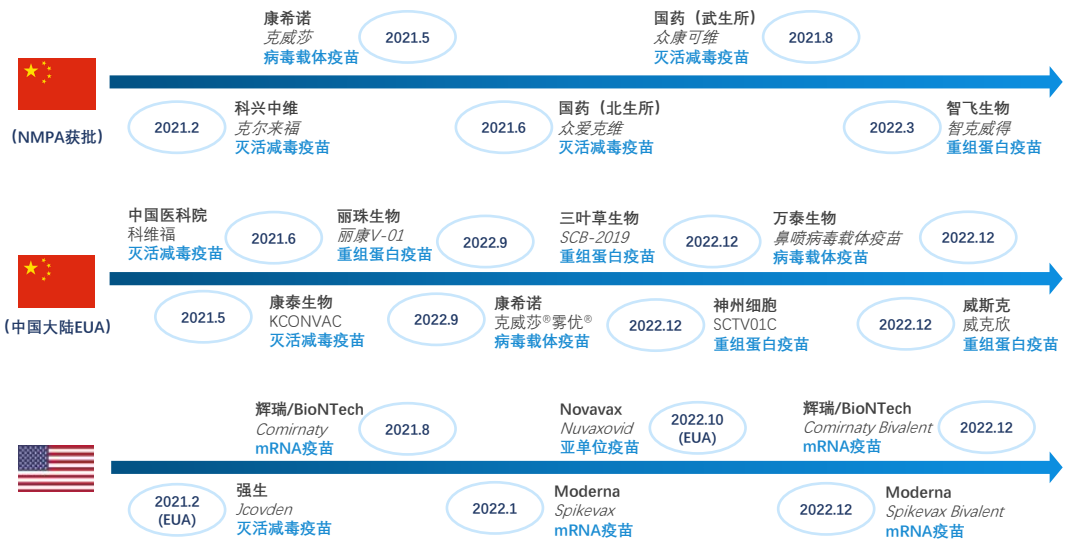 康希诺
克威莎
病毒载体疫苗
2021.5
国药（武生所）
众康可维
灭活减毒疫苗
2021.8
(NMPA获批)
2021.2
科兴中维
克尔来福
灭活减毒疫苗
2021.6
国药（北生所）
众爱克维
灭活减毒疫苗
2022.3
智飞生物
智克威得
重组蛋白疫苗
中国医科院
科维福
灭活减毒疫苗
2021.6
丽珠生物
丽康V-01
重组蛋白疫苗
2022.9
三叶草生物
SCB-2019
重组蛋白疫苗
2022.12
万泰生物
鼻喷病毒载体疫苗
病毒载体疫苗
2022.12
(中国大陆EUA)
2021.5
康泰生物
KCONVAC
灭活减毒疫苗
2022.9
康希诺
克威莎®雾优®
病毒载体疫苗
2022.12
神州细胞
SCTV01C
重组蛋白疫苗
2022.12
威斯克
威克欣
重组蛋白疫苗
辉瑞/BioNTech
Comirnaty
mRNA疫苗
2021.8
Novavax
Nuvaxovid
亚单位疫苗
2022.10
(EUA)
辉瑞/BioNTech
Comirnaty Bivalent
mRNA疫苗
2022.12
2021.2
(EUA)
强生
Jcovden
灭活减毒疫苗
2022.1
Moderna
Spikevax
mRNA疫苗
2022.12
Moderna
Spikevax Bivalent
mRNA疫苗